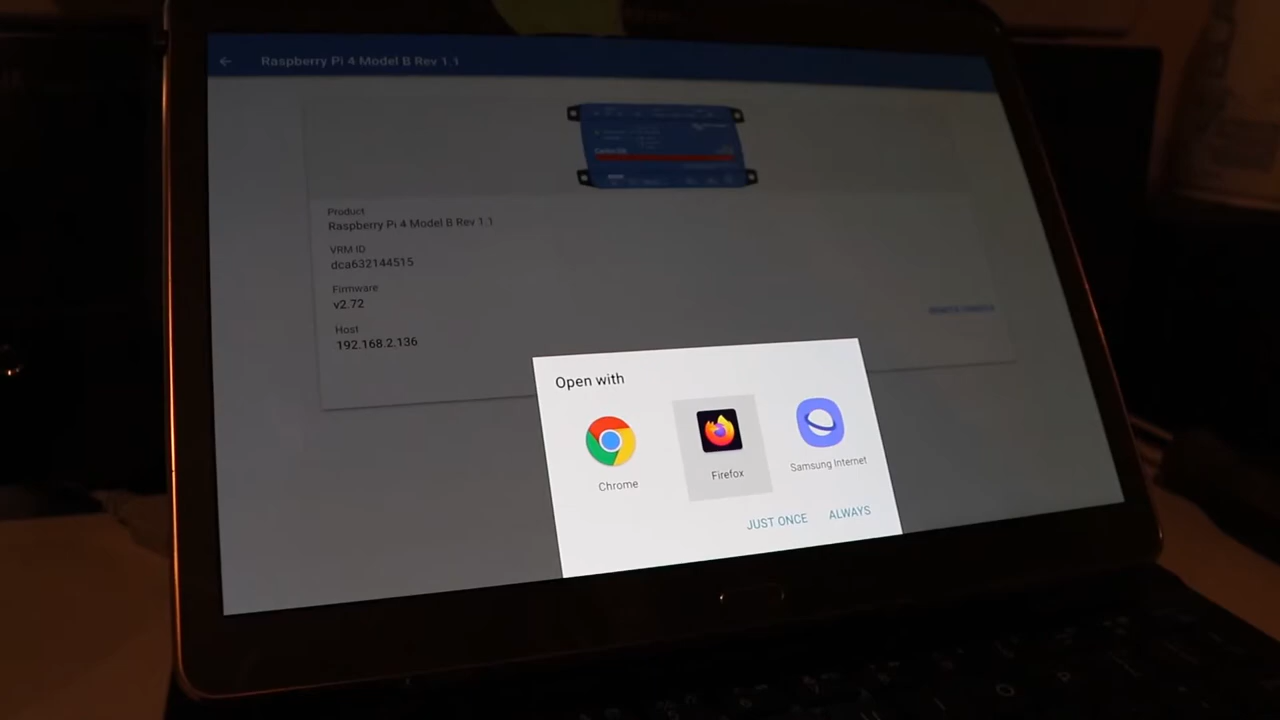 Raspberry Pi 4 Model B Rev 1.1
Product
Raspberry Pi 4 Model B Rev 1.1
VRM ID
dca632144515
Firmware
v2.72
Host
192.168.2.136
Open with
Chrome
Firefox
Samsung Internet
JUST ONCE
ALWAYS